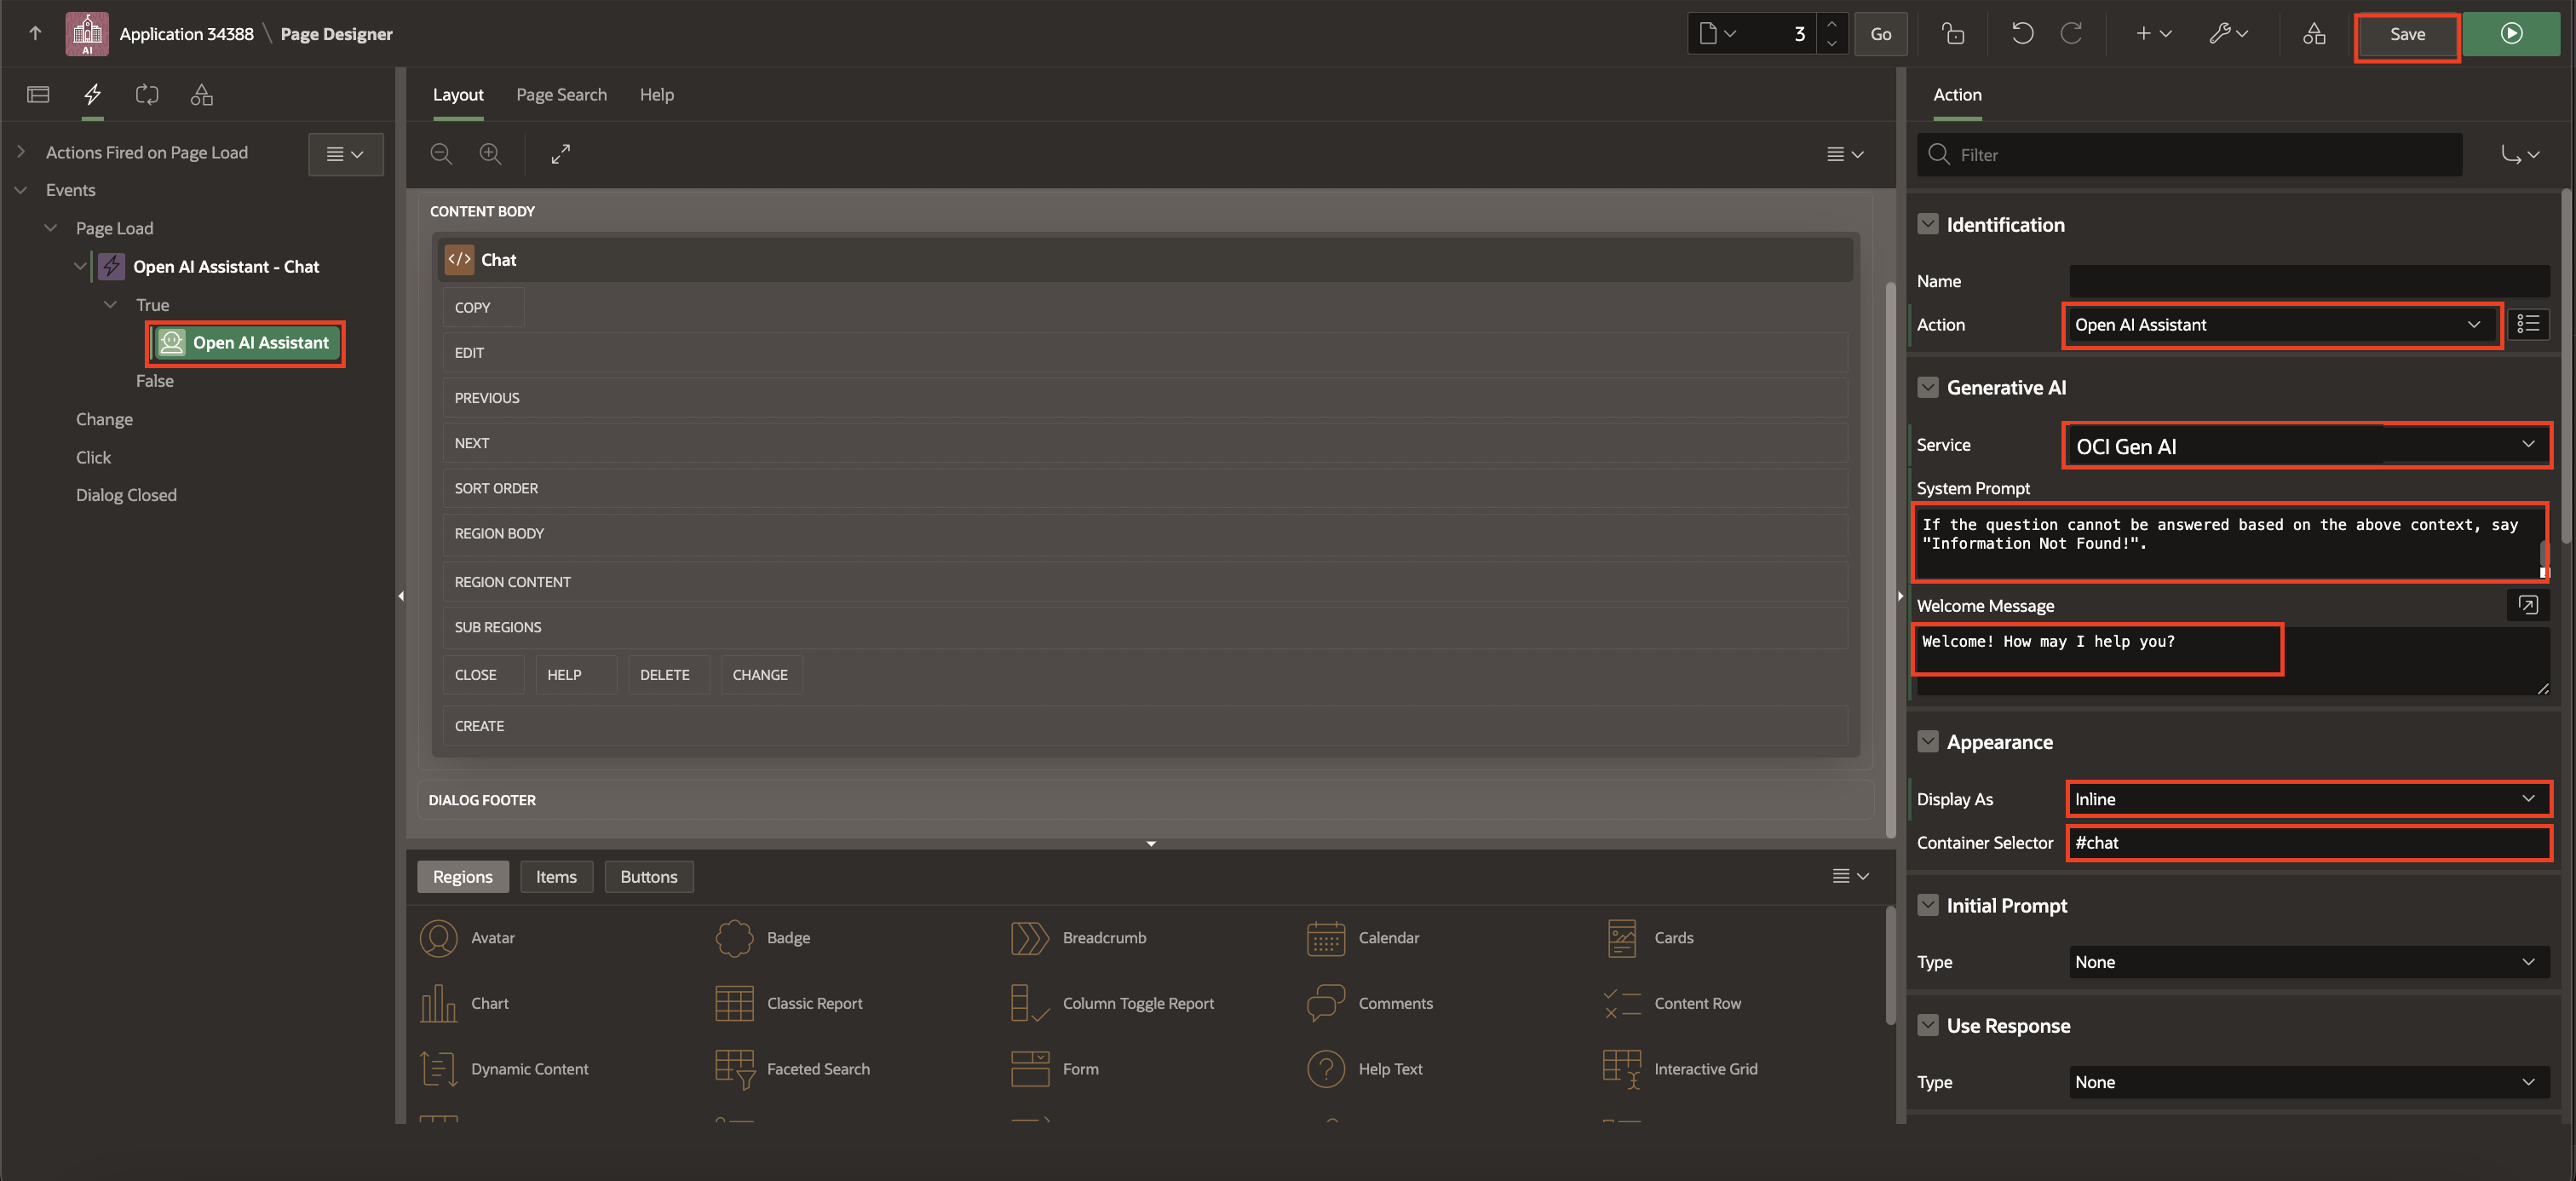 AI
Application 34388 \ Page Designer
3
Go
Save
Actions Fired on Page Load
Events
Page Load
Open AI Assistant - Chat
True
Open AI Assistant
False
Change
Click
Dialog Closed
Layout
Page Search
Help
CONTENT BODY
Chat
COPY
EDIT
PREVIOUS
NEXT
SORT ORDER
REGION BODY
REGION CONTENT
SUB REGIONS
CLOSE
HELP
DELETE
CHANGE
CREATE
DIALOG FOOTER
Regions
Items
Buttons
Avatar
Badge
Breadcrumb
Calendar
Cards
Chart
Classic Report
Column Toggle Report
Comments
Content Row
Dynamic Content
Faceted Search
Form
Help Text
Interactive Grid
Action
Filter
Identification
Name
Action
Open AI Assistant
Generative AI
Service
OCI Gen AI
System Prompt
If the question cannot be answered based on the above context, say
"Information Not Found!".
Welcome Message
Welcome! How may I help you?
Appearance
Display As
Inline
Container Selector
#chat
Initial Prompt
Type
None
Use Response
Type
None